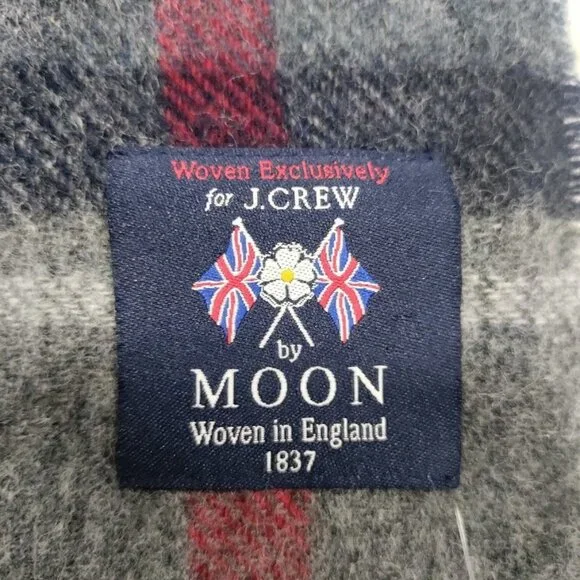 Woven Exclusively
for J.CREW
by
MOON
Woven in England
1837